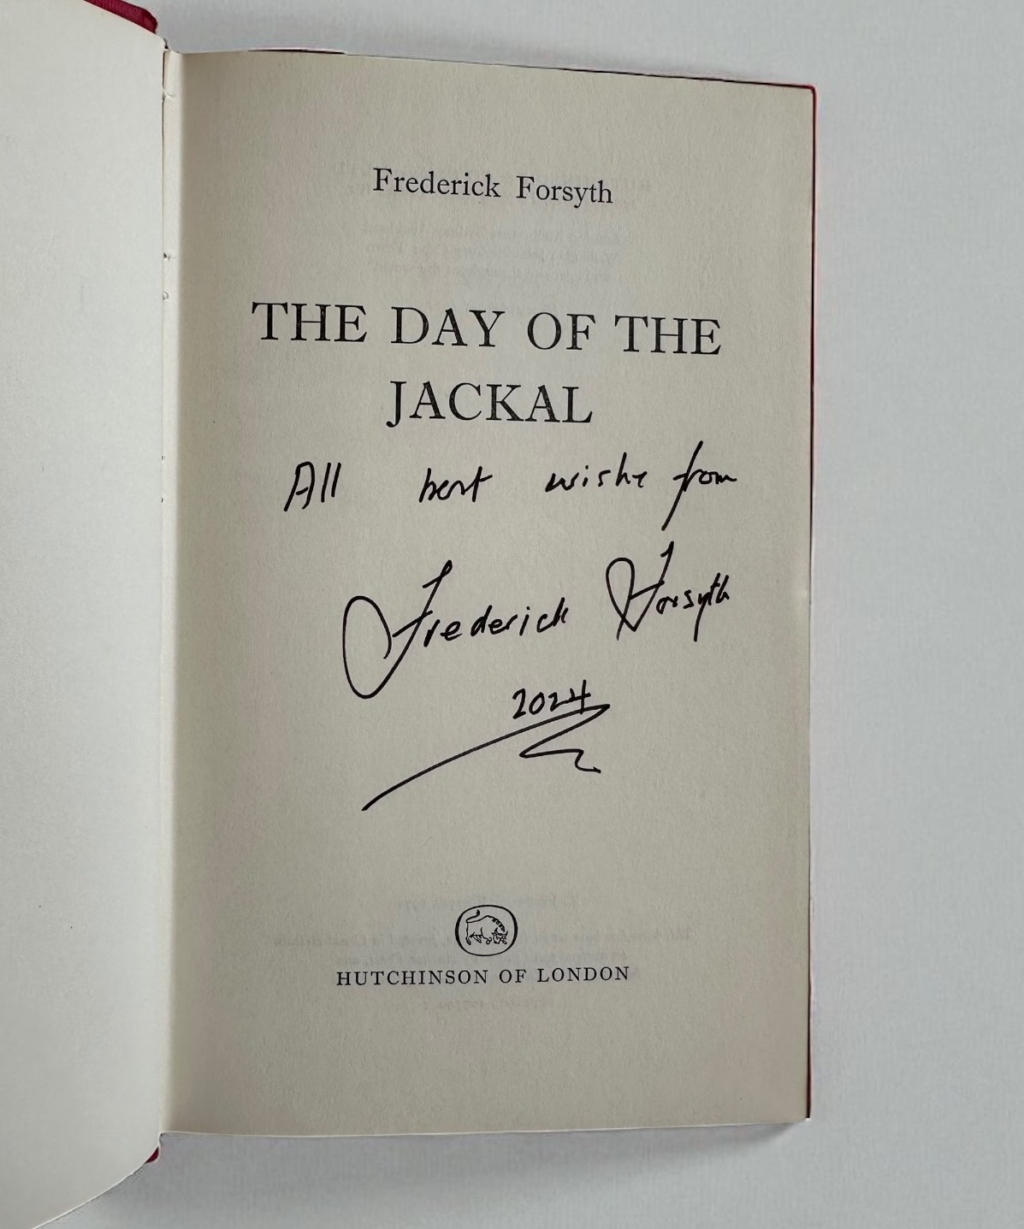 Frederick Forsyth
THE DAY OF THE
JACKAL
All best wishes from
Frederick Forsyth
2024
HUTCHINSON OF LONDON